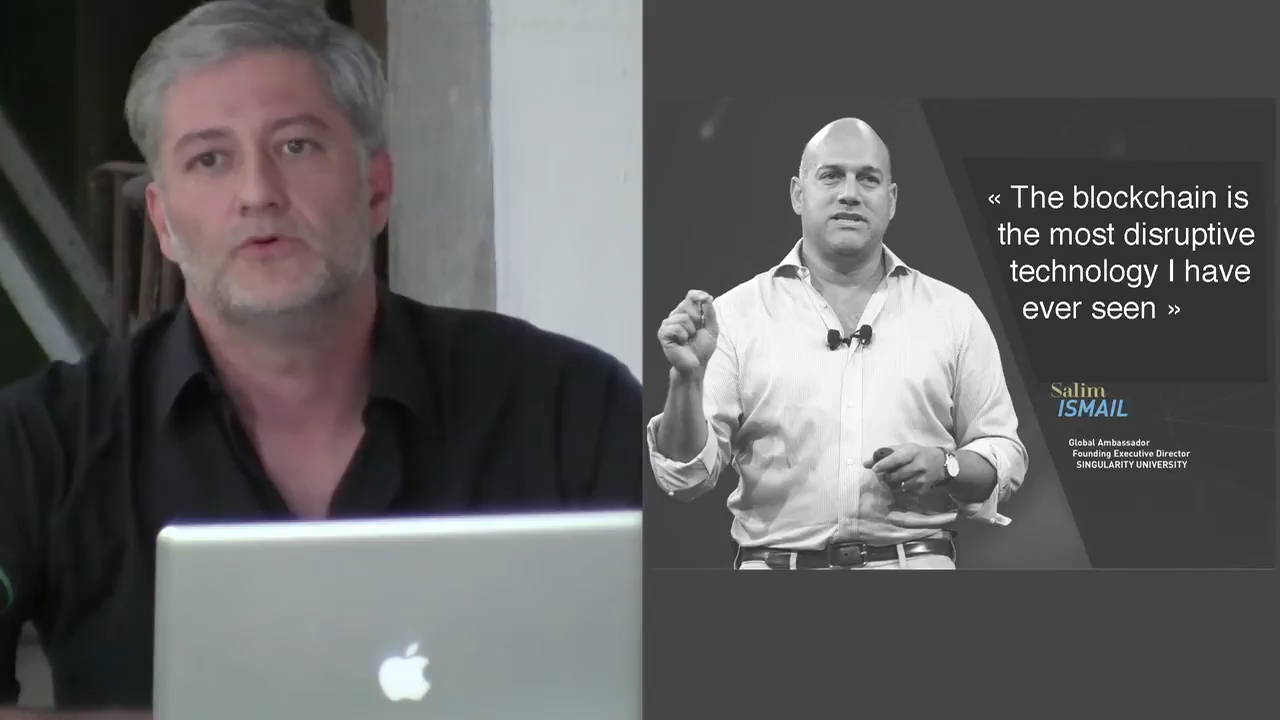 « The blockchain is
the most disruptive
technology I have
ever seen »
Salim
ISMAIL
Global Ambassador
Founding Executive Director
SINGULARITY UNIVERSITY